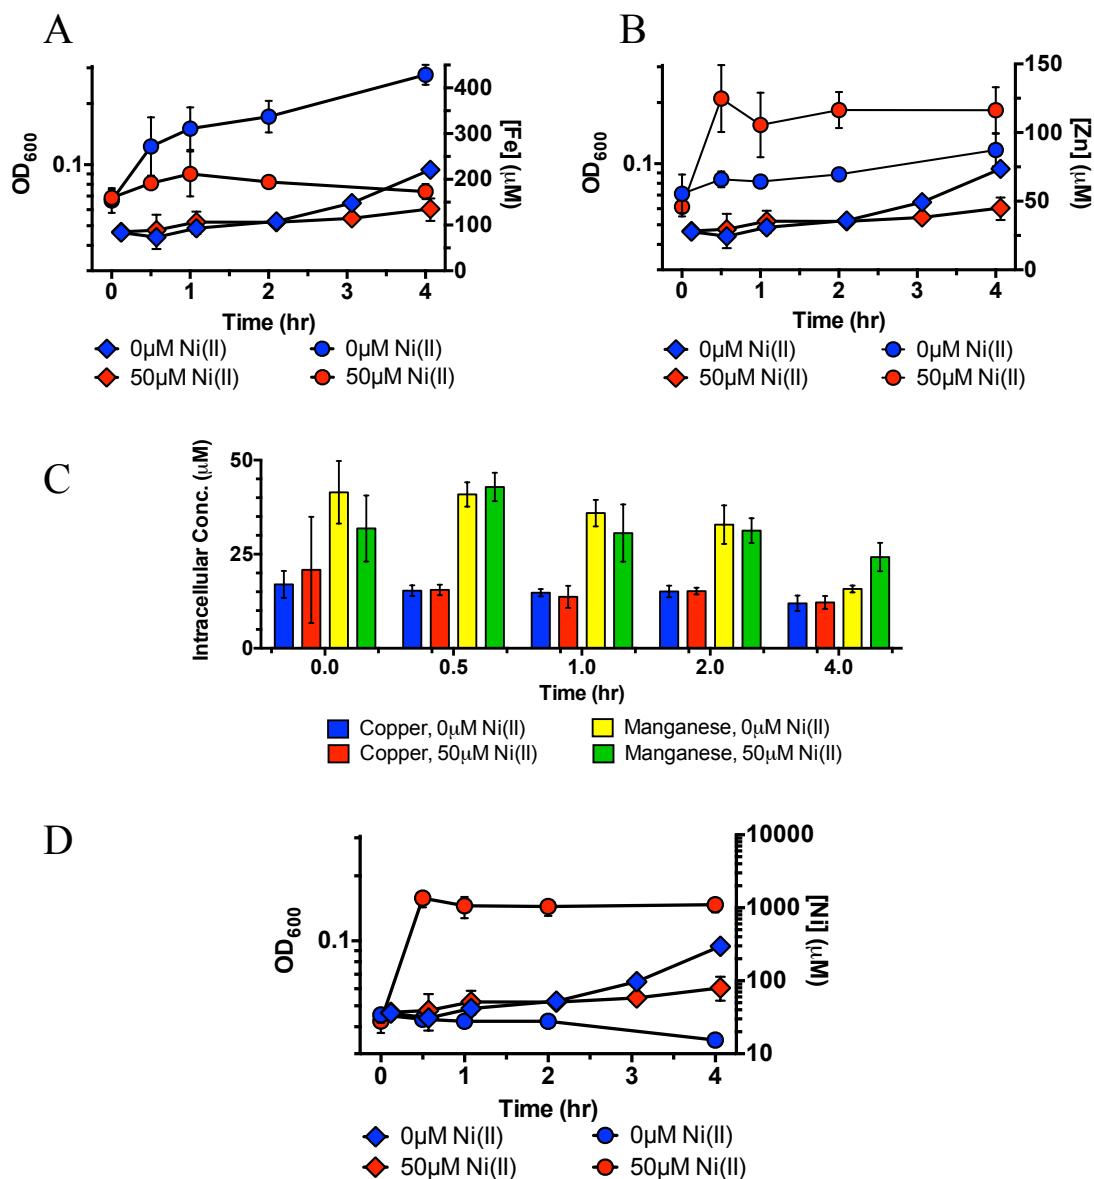 A
B
OD600
0.1
400
300
200
100
0
[Fe] (µM)
0 1 2 3 4
Time (hr)
0µM Ni(II) 0µM Ni(II)
50µM Ni(II) 50µM Ni(II)
OD600
0.1
150
100
50
0
[Zn] (µM)
0 1 2 3 4
Time (hr)
0µM Ni(II) 0µM Ni(II)
50µM Ni(II) 50µM Ni(II)
C
Intracellular Conc. (µM)
50
25
0
0.0 0.5 1.0 2.0 4.0
Time (hr)
Copper, 0µM Ni(II) Manganese, 0µM Ni(II)
Copper, 50µM Ni(II) Manganese, 50µM Ni(II)
D
OD600
0.1
10000
1000
100
10
[Ni] (µM)
0 1 2 3 4
Time (hr)
0µM Ni(II) 0µM Ni(II)
50µM Ni(II) 50µM Ni(II)